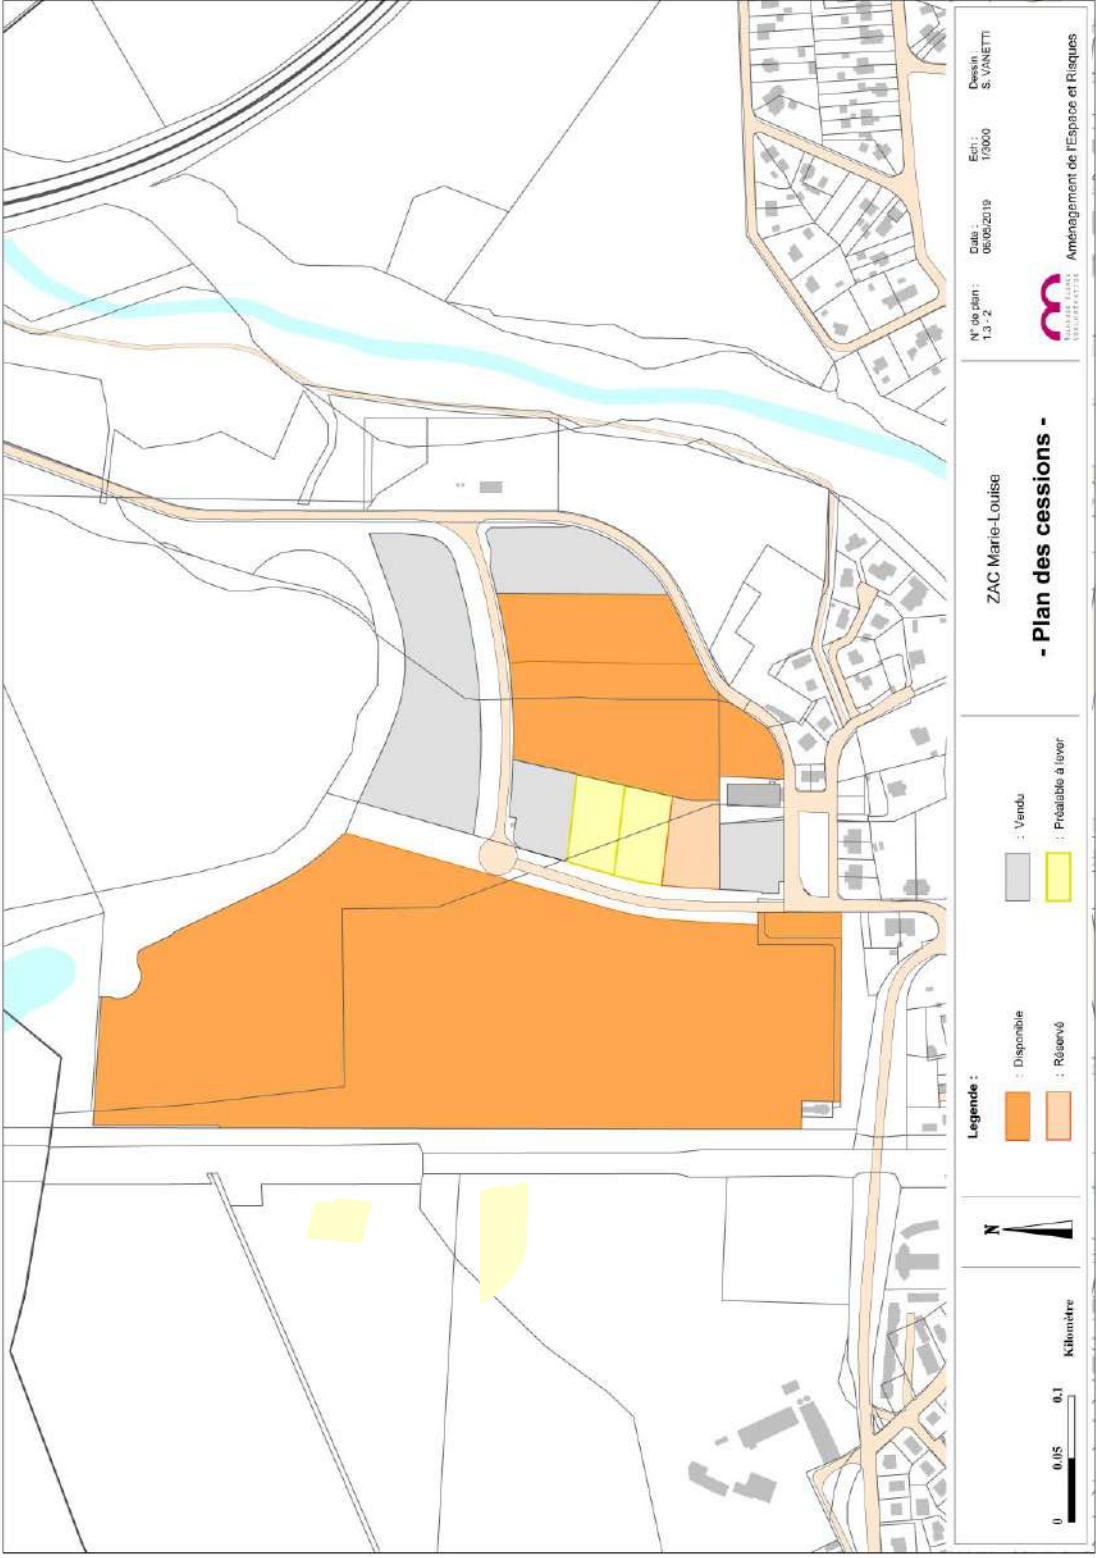 0 0.05 0.1
Kilomètre
N
Legende :
: Disponible
: Réservé
: Vendu
: Préalable à lever
ZAC Marie-Louise
- Plan des cessions -
N° de plan :
1.3 - 2
Date :
06/05/2019
Ech :
1/3000
Dessin :
S. VANETTI
Aménagement de l'Espace et Risques